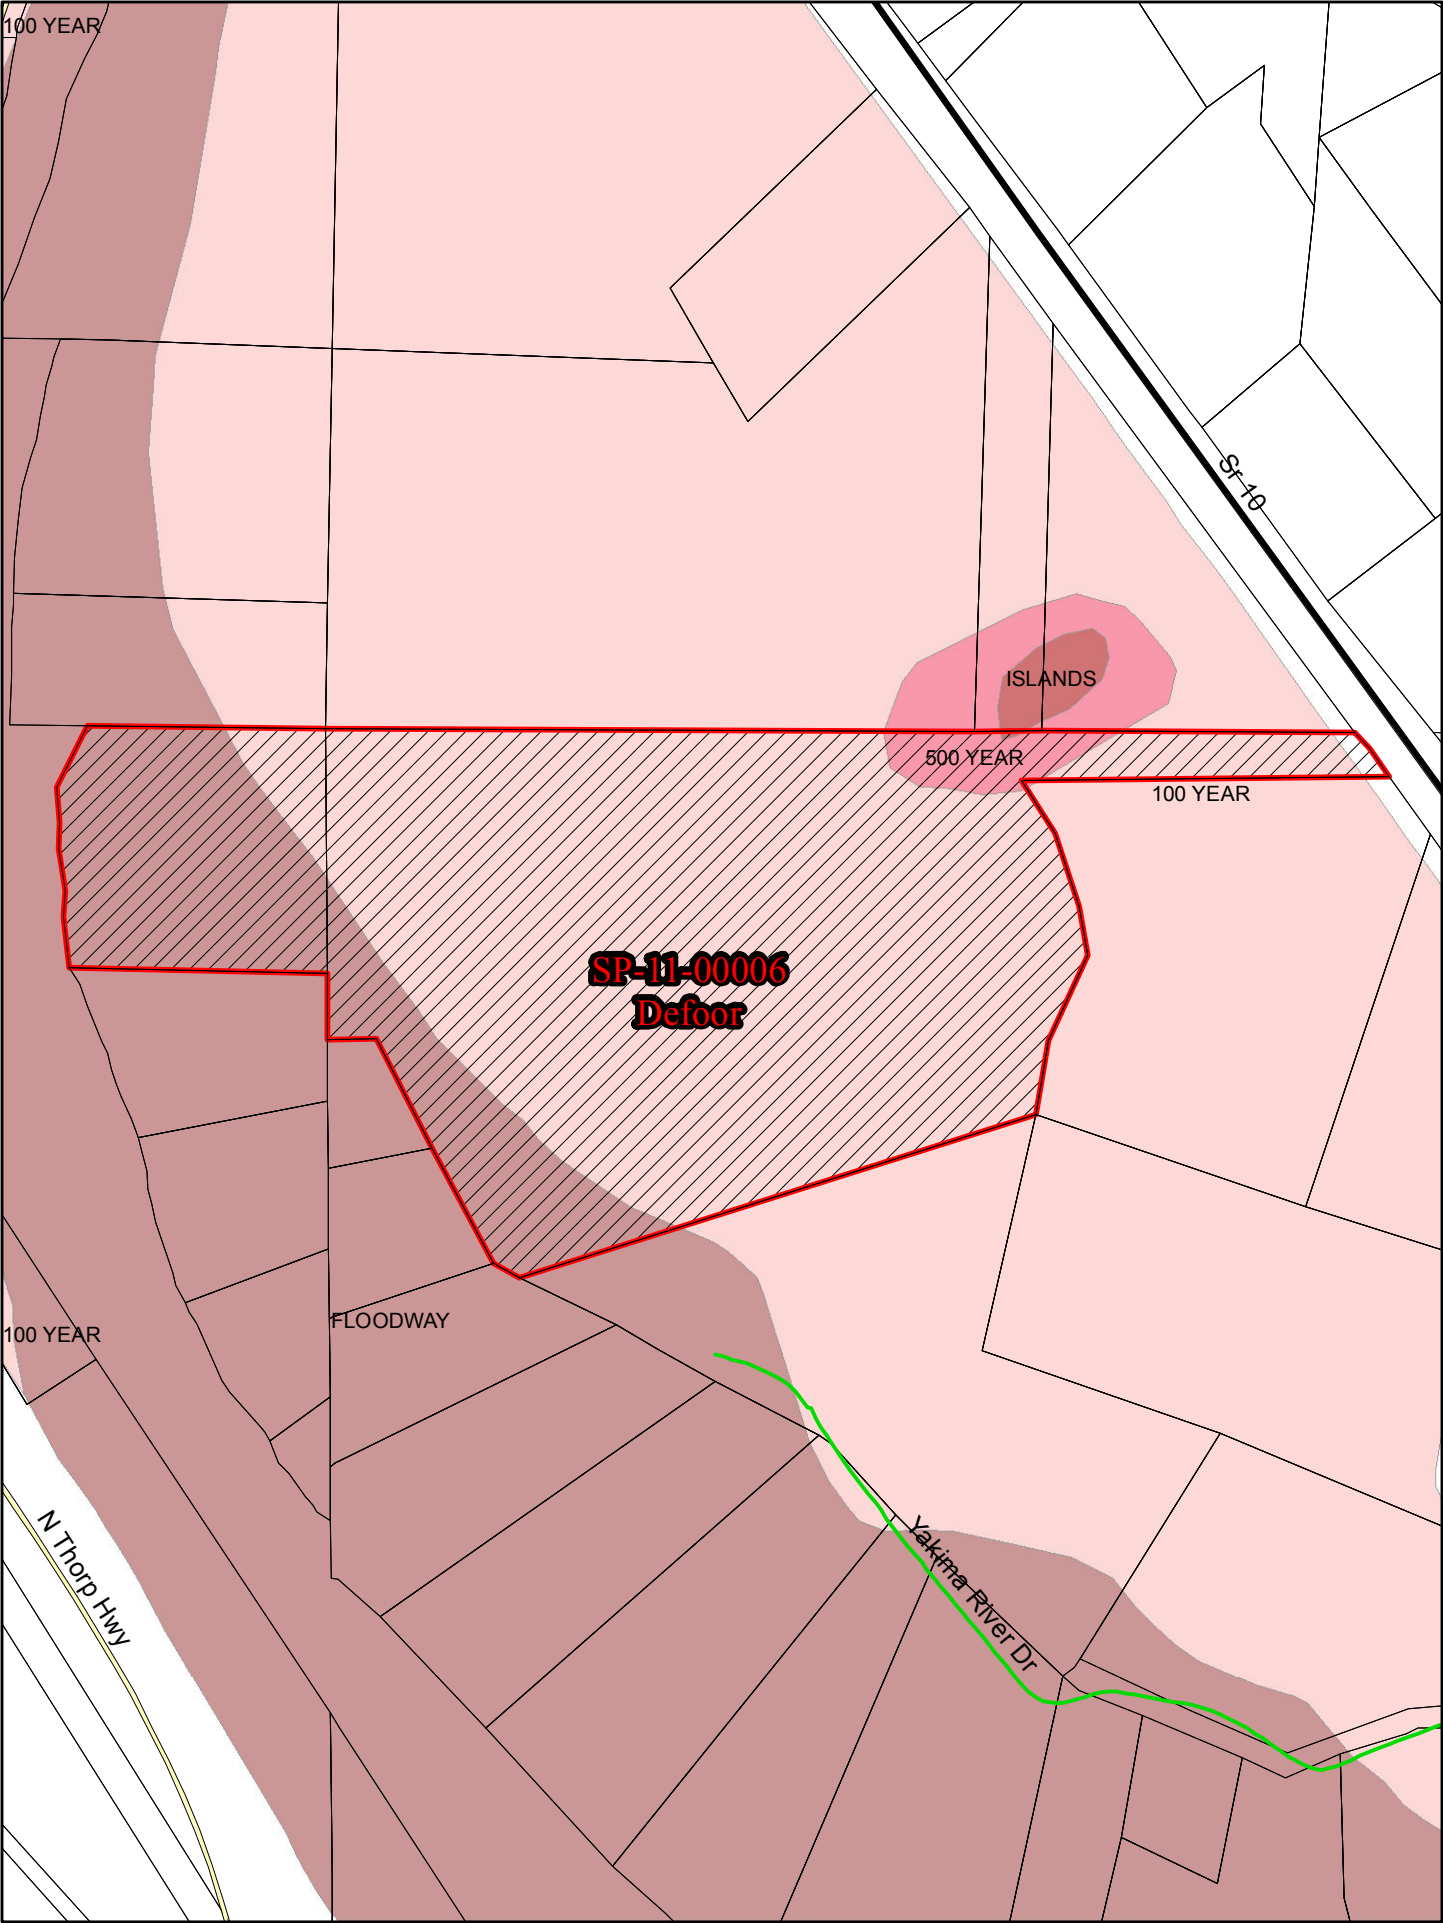 100 YEAR
Sr 10
ISLANDS
500 YEAR
100 YEAR
SP-11-00006
Defoor
FLOODWAY
100 YEAR
N Thorp Hwy
Yakima River Dr